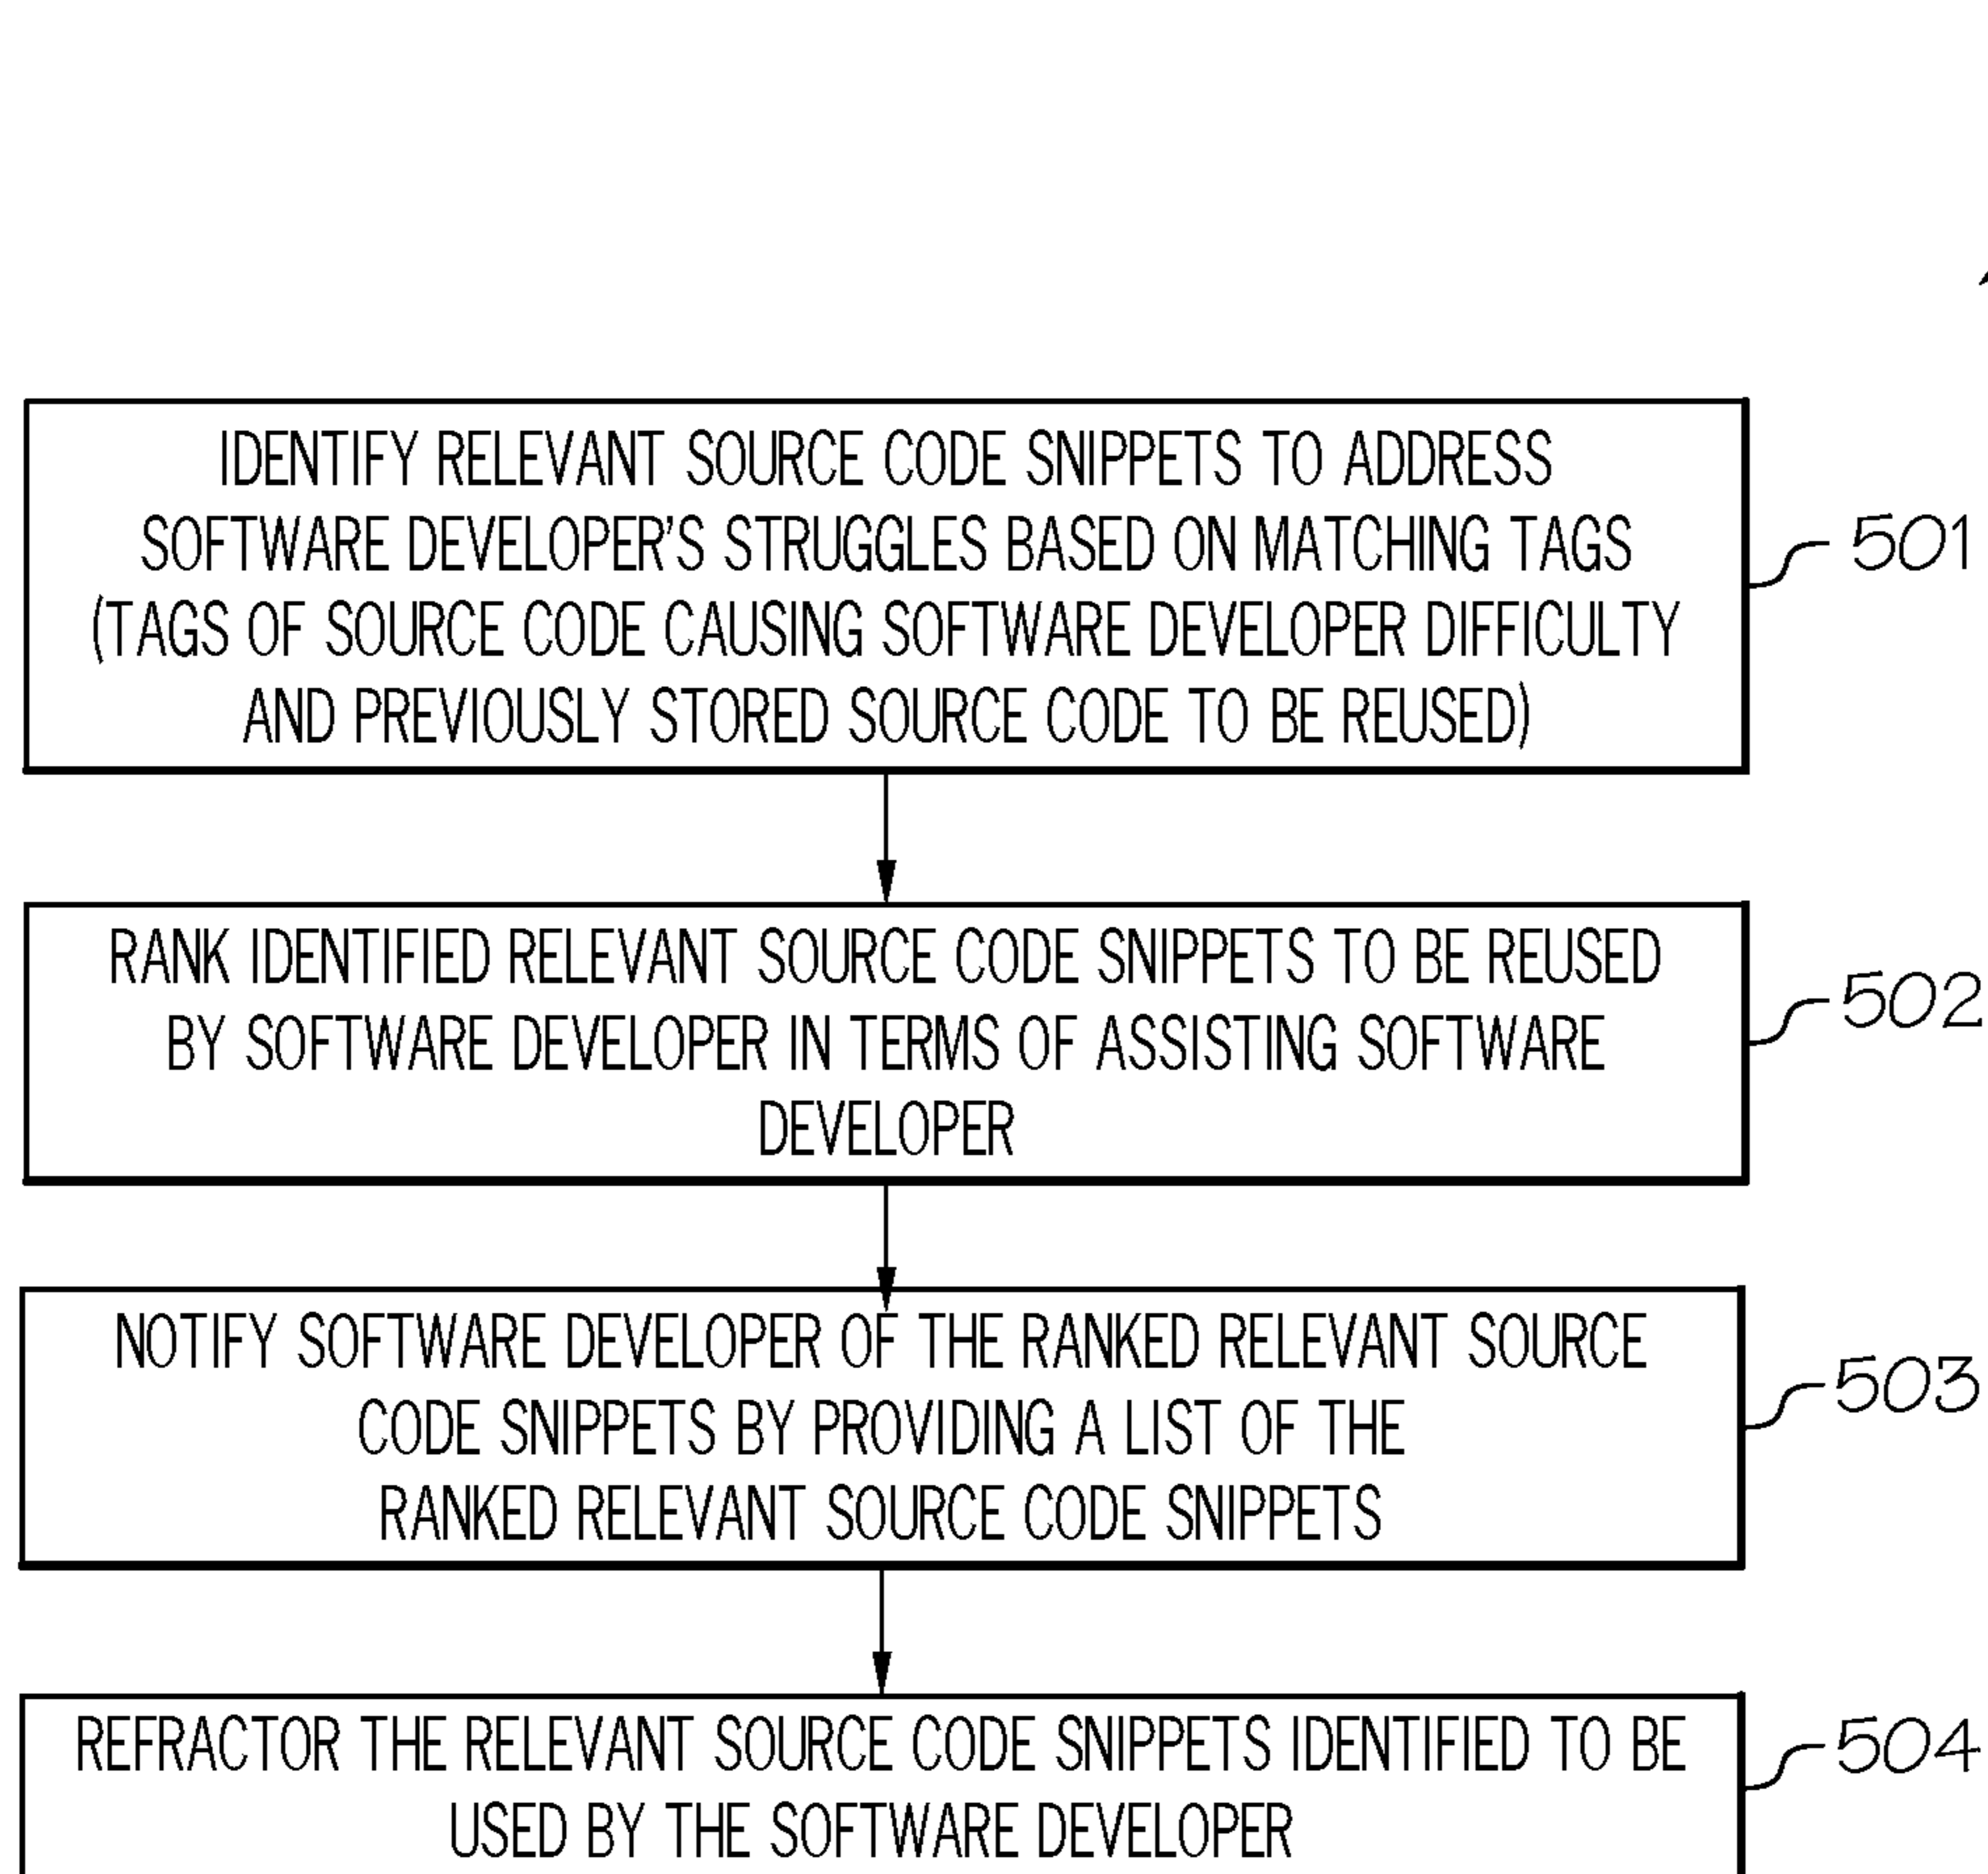 IDENTIFY RELEVANT SOURCE CODE SNIPPETS TO ADDRESS
SOFTWARE DEVELOPER'S STRUGGLES BASED ON MATCHING TAGS
(TAGS OF SOURCE CODE CAUSING SOFTWARE DEVELOPER DIFFICULTY
AND PREVIOUSLY STORED SOURCE CODE TO BE REUSED)
501
RANK IDENTIFIED RELEVANT SOURCE CODE SNIPPETS TO BE REUSED
BY SOFTWARE DEVELOPER IN TERMS OF ASSISTING SOFTWARE
DEVELOPER
502
NOTIFY SOFTWARE DEVELOPER OF THE RANKED RELEVANT SOURCE
CODE SNIPPETS BY PROVIDING A LIST OF THE
RANKED RELEVANT SOURCE CODE SNIPPETS
503
REFRACTOR THE RELEVANT SOURCE CODE SNIPPETS IDENTIFIED TO BE
USED BY THE SOFTWARE DEVELOPER
504